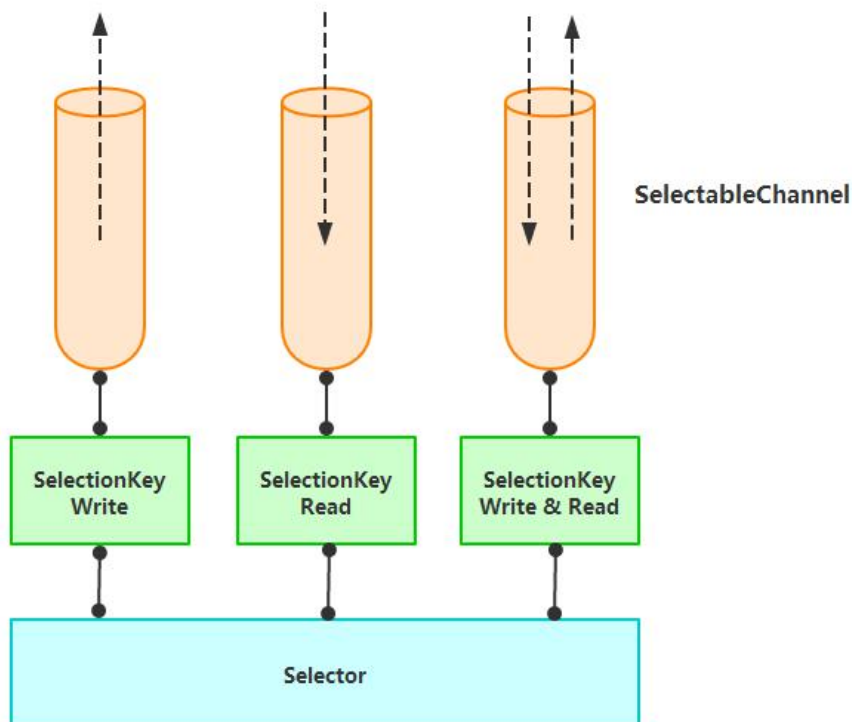 SelectableChannel
SelectionKey
Write
SelectionKey
Read
SelectionKey
Write & Read
Selector